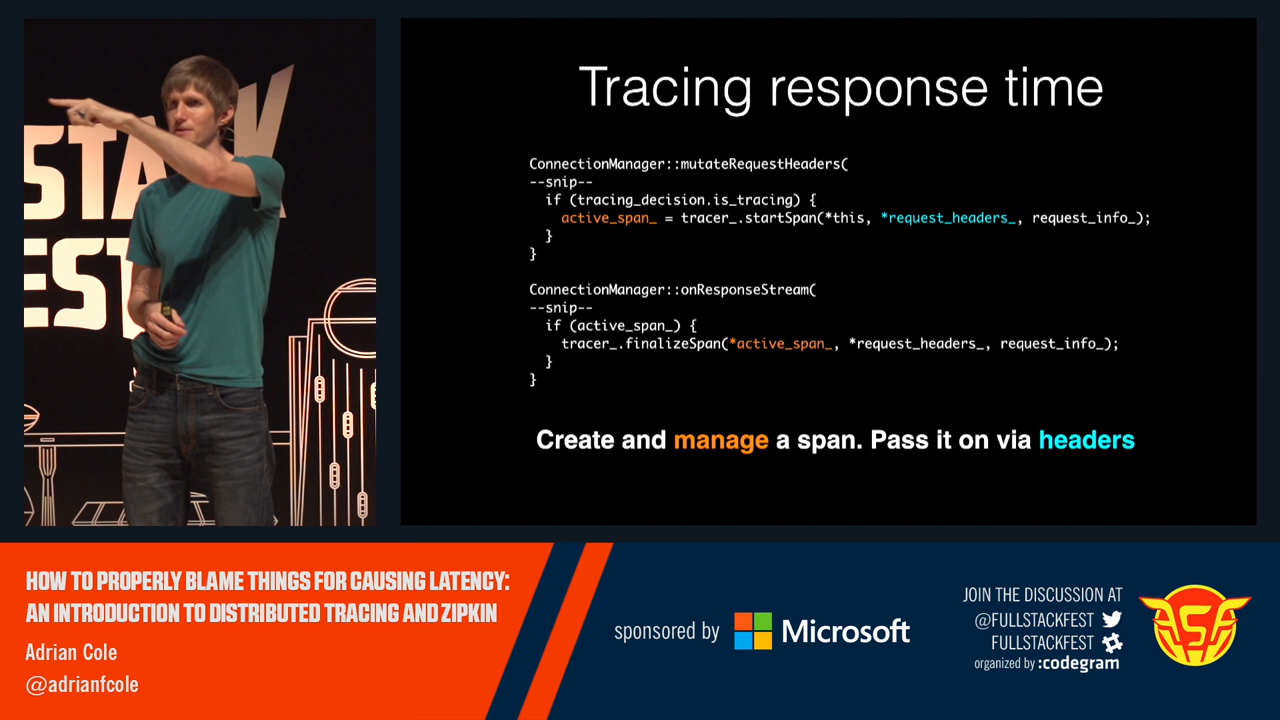 STACK
FEST
Tracing response time
ConnectionManager::mutateRequestHeaders(
--snip--
if (tracing_decision.is_tracing) {
active_span_ = tracer_.startSpan(*this, *request_headers_, request_info_);
}
}
ConnectionManager::onResponseStream(
--snip--
if (active_span_) {
tracer_.finalizeSpan(*active_span_, *request_headers_, request_info_);
}
}
Create and manage a span. Pass it on via headers
HOW TO PROPERLY BLAME THINGS FOR CAUSING LATENCY:
AN INTRODUCTION TO DISTRIBUTED TRACING AND ZIPKIN
Adrian Cole
@adrianfcole
sponsored by Microsoft
JOIN THE DISCUSSION AT
@FULLSTACKFEST
FULLSTACKFEST
organized by :codegram
FSF